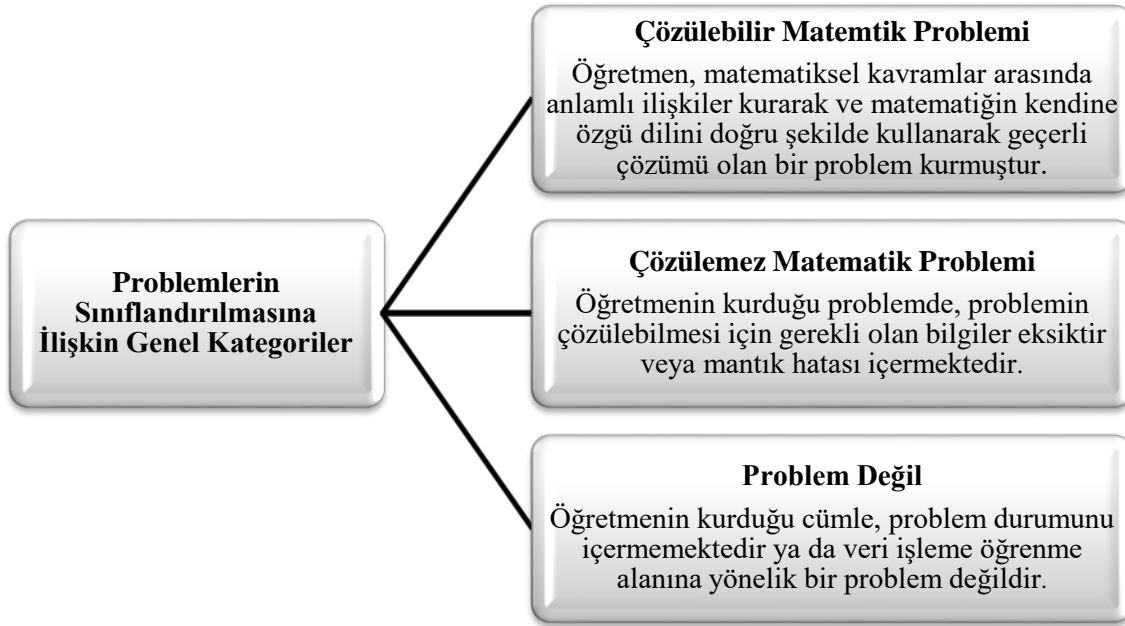 Problemlerin
Sınıflandırılmasına
İlişkin Genel Kategoriler
Çözülebilir Matemtik Problemi
Öğretmen, matematiksel kavramlar arasında
anlamlı ilişkiler kurarak ve matematiğin kendine
özgü dilini doğru şekilde kullanarak geçerli
çözümü olan bir problem kurmuştur.
Çözülemez Matematik Problemi
Öğretmenin kurduğu problemde, problemin
çözülebilmesi için gerekli olan bilgiler eksiktir
veya mantık hatası içermektedir.
Problem Değil
Öğretmenin kurduğu cümle, problem durumunu
içermemektedir ya da veri işleme öğrenme
alanına yönelik bir problem değildir.